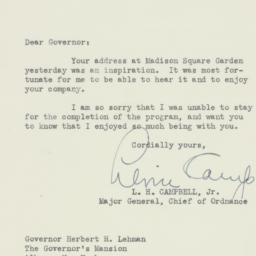 Dear Governor:
Your address at Madison Square Garden
yesterday was an inspiration. It was most for-
tunate for me to be able to hear it and to enjoy
your company.
I am so sorry that I was unable to stay
for the completion of the program, and want you
to know that I enjoyed so much being with you.
Cordially yours,
L. H. CAMPBELL, Jr.
Major General, Chief of Ordnance
Governor Herbert H. Lehman
The Governor's Mansion